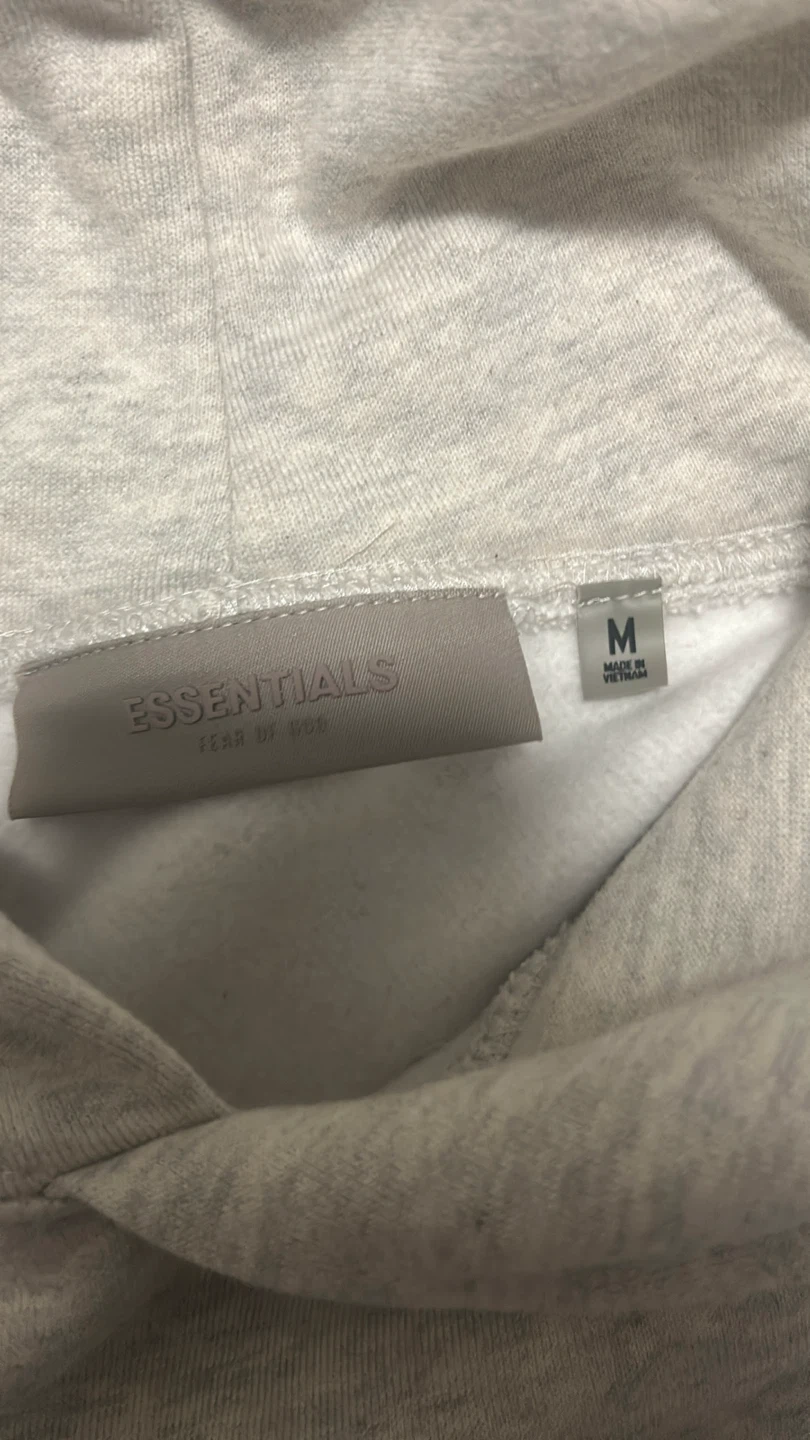 ESSENTIALS
FEAR OF GOD
M
MADE IN
VIETNAM